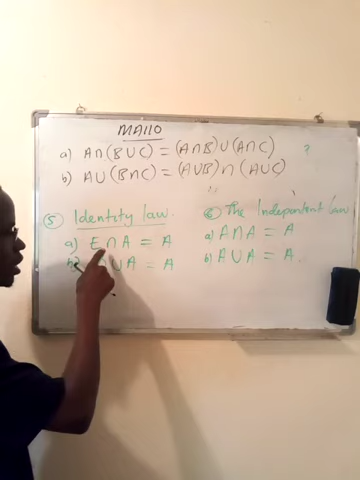 MA110
a) A∩(B∪C) = (A∩B)∪(A∩C) ?
b) A∪(B∩C) = (A∪B)∩(A∪C)
⑤ Identity law.
a) E∩A = A
∪A = A
⑥ The Independent law
a) A∩A = A
b) A∪A = A.